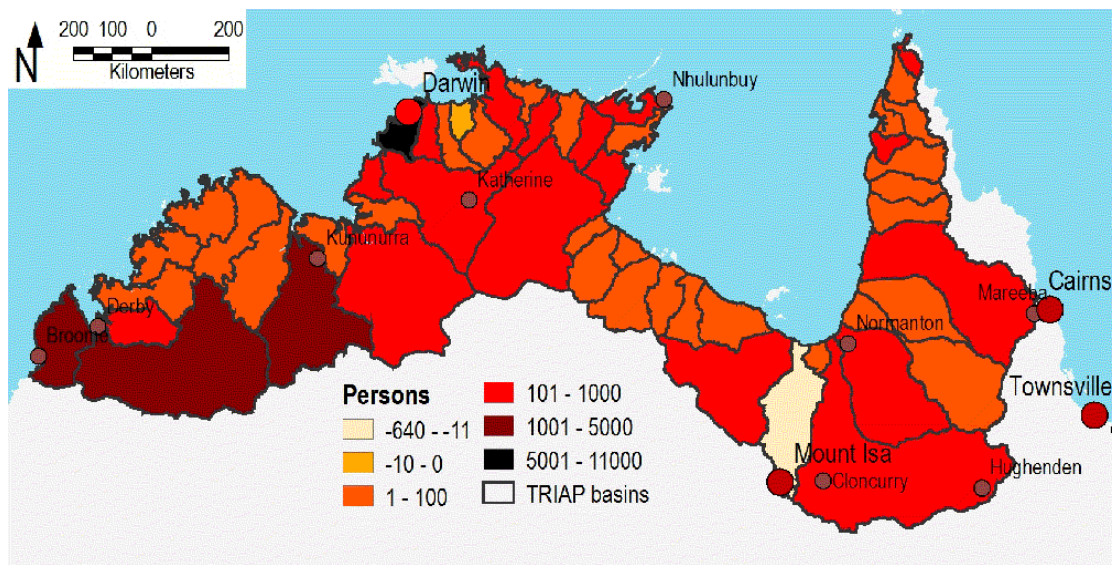 200 100 0 200
N
Kilometers
Darwin
Nhulunbuy
Katherine
Kununurra
Derby
Broome
Mareeba
Cairns
Normanton
Townsville
Mount Isa
Cloncurry
Hughenden
Persons
-640 - -11
-10 - 0
1 - 100
101 - 1000
1001 - 5000
5001 - 11000
TRIAP basins